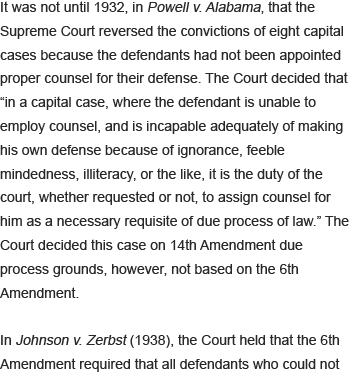 It was not until 1932, in Powell v. Alabama, that the
Supreme Court reversed the convictions of eight capital
cases because the defendants had not been appointed
proper counsel for their defense. The Court decided that
“in a capital case, where the defendant is unable to
employ counsel, and is incapable adequately of making
his own defense because of ignorance, feeble
mindedness, illiteracy, or the like, it is the duty of the
court, whether requested or not, to assign counsel for
him as a necessary requisite of due process of law.” The
Court decided this case on 14th Amendment due
process grounds, however, not based on the 6th
Amendment.
In Johnson v. Zerbst (1938), the Court held that the 6th
Amendment required that all defendants who could not